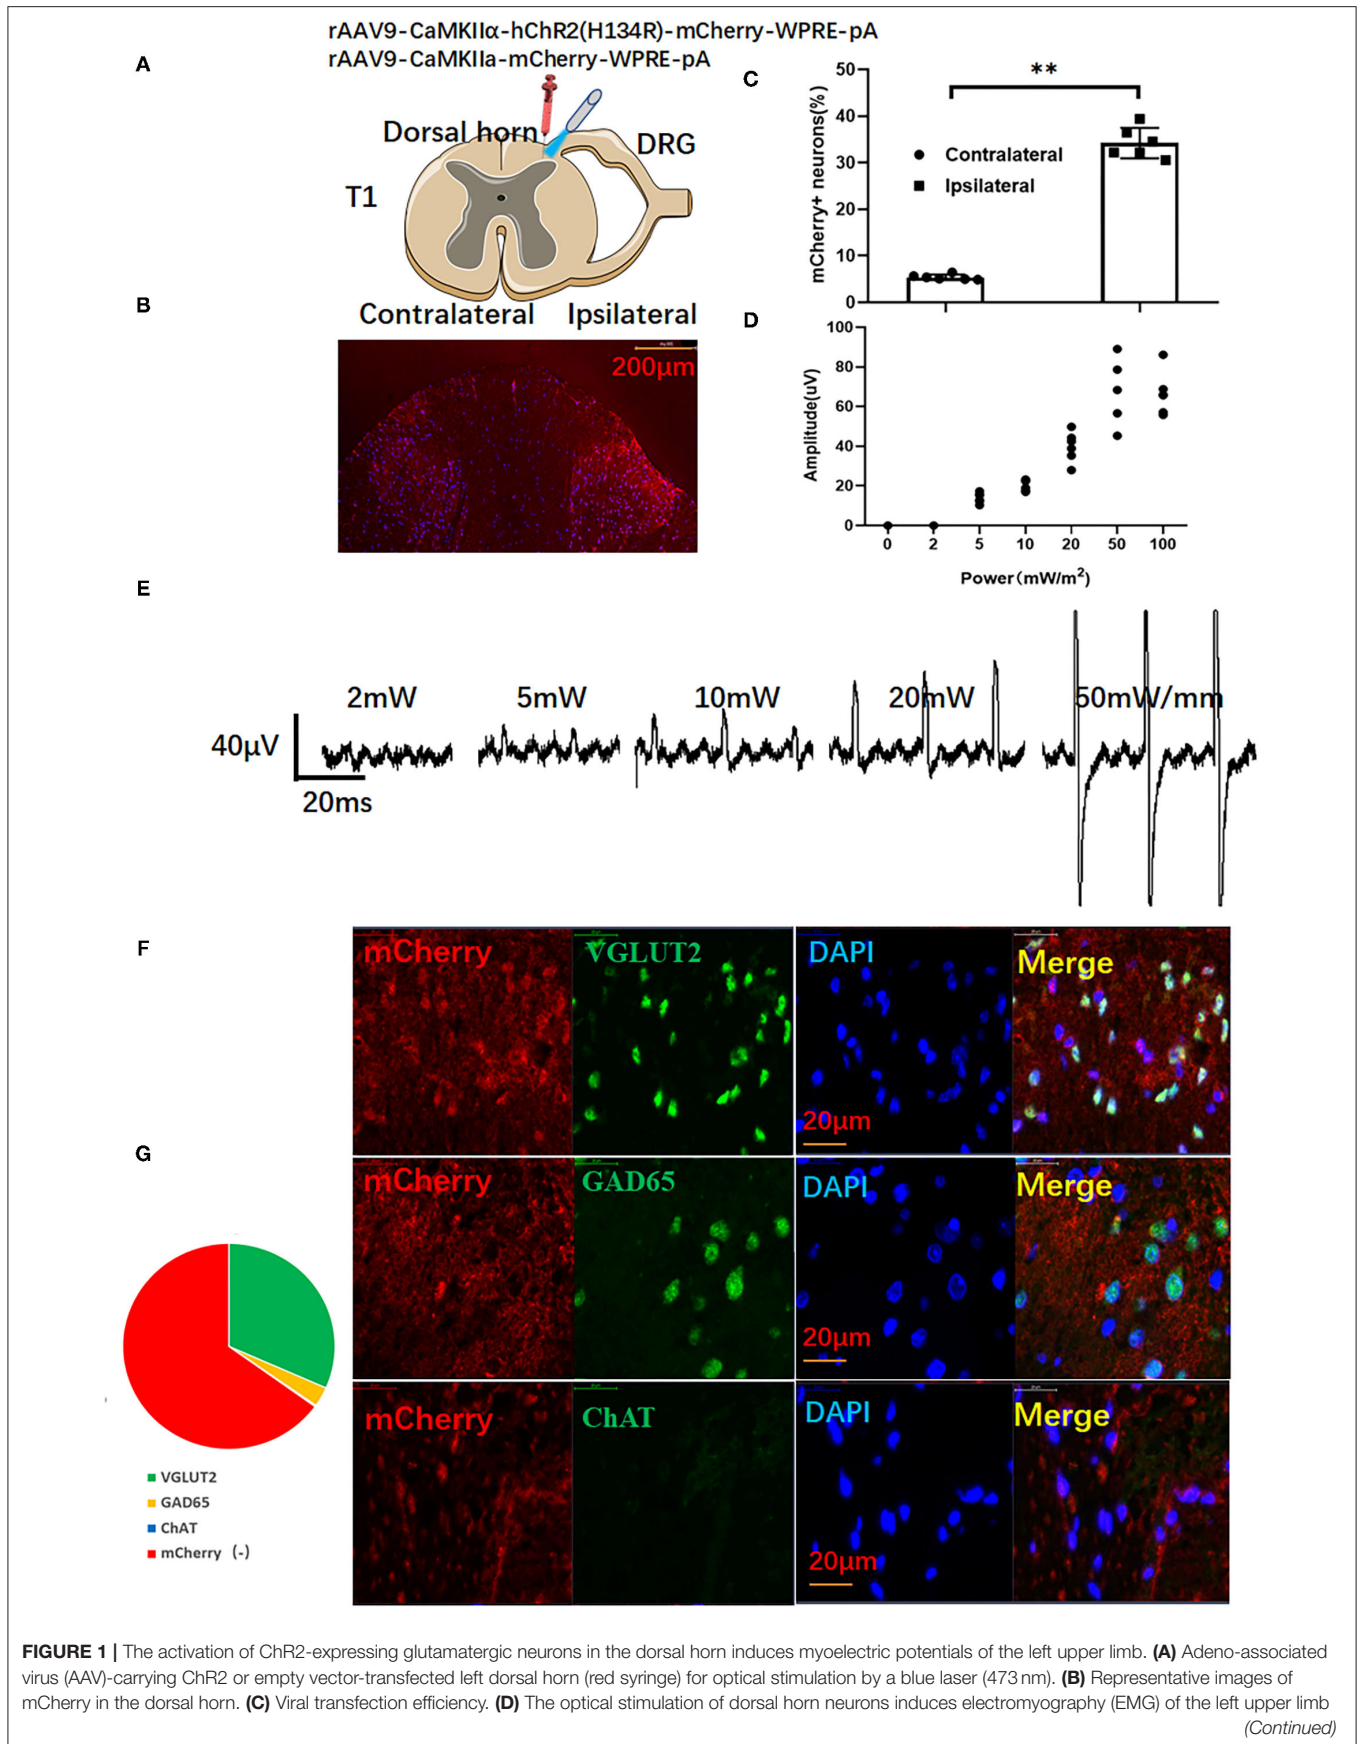 A
rAAV9-CaMKIIα-hChR2(H134R)-mCherry-WPRE-pA
rAAV9-CaMKIIa-mCherry-WPRE-pA
Dorsal horn
DRG
T1
Contralateral
Ipsilateral
B
200μm
C
mCherry+ neurons(%)
50
40
30
20
10
0
**
Contralateral
Ipsilateral
D
Amplitude(uV)
100
80
60
40
20
0
0 2 5 10 20 50 100
Power(mW/m²)
E
2mW 5mW 10mW 20mW 50mW/mm
40μV
20ms
F
mCherry VGLUT2 DAPI Merge
20μm
G
mCherry GAD65 DAPI Merge
20μm
mCherry ChAT DAPI Merge
20μm
VGLUT2
GAD65
ChAT
mCherry (-)
FIGURE 1 | The activation of ChR2-expressing glutamatergic neurons in the dorsal horn induces myoelectric potentials of the left upper limb. (A) Adeno-associated
virus (AAV)-carrying ChR2 or empty vector-transfected left dorsal horn (red syringe) for optical stimulation by a blue laser (473 nm). (B) Representative images of
mCherry in the dorsal horn. (C) Viral transfection efficiency. (D) The optical stimulation of dorsal horn neurons induces electromyography (EMG) of the left upper limb
(Continued)